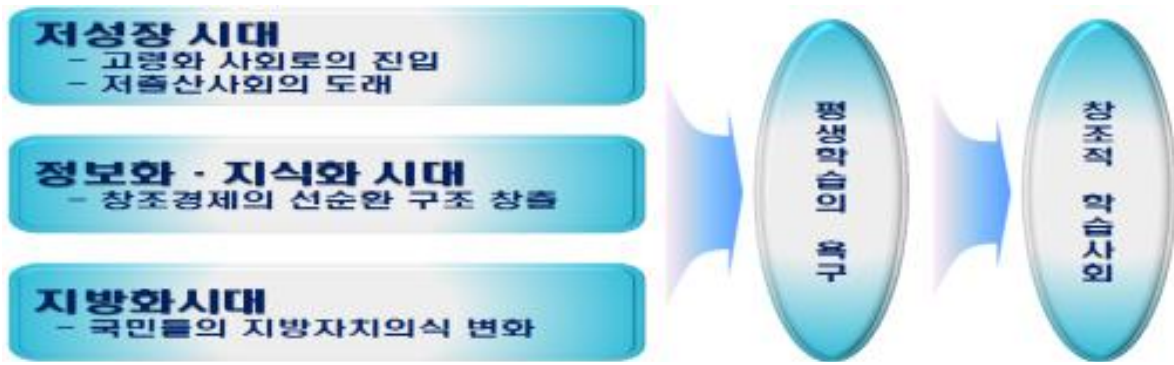 저성장 시대
- 고령화 사회로의 진입
- 저출산사회의 도래
정보화 · 지식화 시대
- 창조경제의 선순환 구조 창출
지방화시대
- 국민들의 지방자치의식 변화
평생학습의 욕구
창조적 학습사회